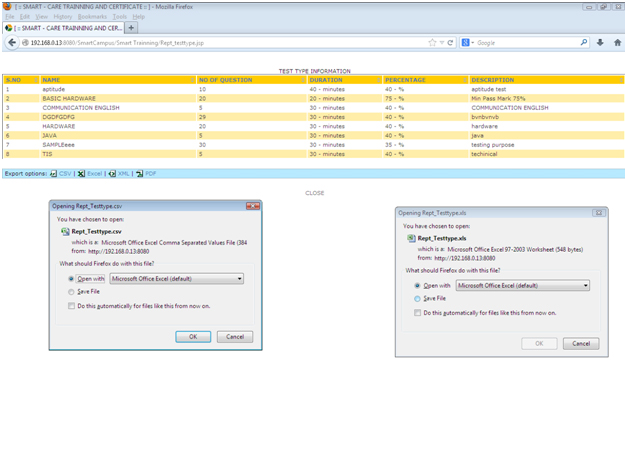 [ :: SMART - CARE TRAINNING AND CERTIFICATE :: ] - Mozilla Firefox
File Edit View History Bookmarks Tools Help
[ :: SMART - CARE TRAINNING AND CER... +
192.168.0.13:8080/SmartCampus/Smart Trainning/Rept_testtype.jsp Google
TEST TYPE INFORMATION
S.NO NAME NO OF QUESTION DURATION PERCENTAGE DESCRIPTION
1 aptitude 10 40 - minutes 40 - % aptitude test
2 BASIC HARDWARE 20 20 - minutes 75 - % Min Pass Mark 75%
3 COMMUNICATION ENGLISH 5 30 - minutes 40 - % COMMUNICATION ENGLISH
4 DGDFGDFG 29 30 - minutes 40 - % bvnbnvnb
5 HARDWARE 20 30 - minutes 40 - % hardware
6 JAVA 5 30 - minutes 40 - % java
7 SAMPLEeee 30 30 - minutes 35 - % testing purpose
8 TIS 5 30 - minutes 40 - % techinical
Export options: CSV | Excel | XML | PDF
CLOSE
Opening Rept_Testtype.csv
You have chosen to open:
Rept_Testtype.csv
which is a: Microsoft Office Excel Comma Separated Values File (384
from: http://192.168.0.13:8080
What should Firefox do with this file?
Open with Microsoft Office Excel (default)
Save File
Do this automatically for files like this from now on.
OK Cancel
Opening Rept_Testtype.xls
You have chosen to open:
Rept_Testtype.xls
which is a: Microsoft Office Excel 97-2003 Worksheet (548 bytes)
from: http://192.168.0.13:8080
What should Firefox do with this file?
Open with Microsoft Office Excel (default)
Save File
Do this automatically for files like this from now on.
OK Cancel